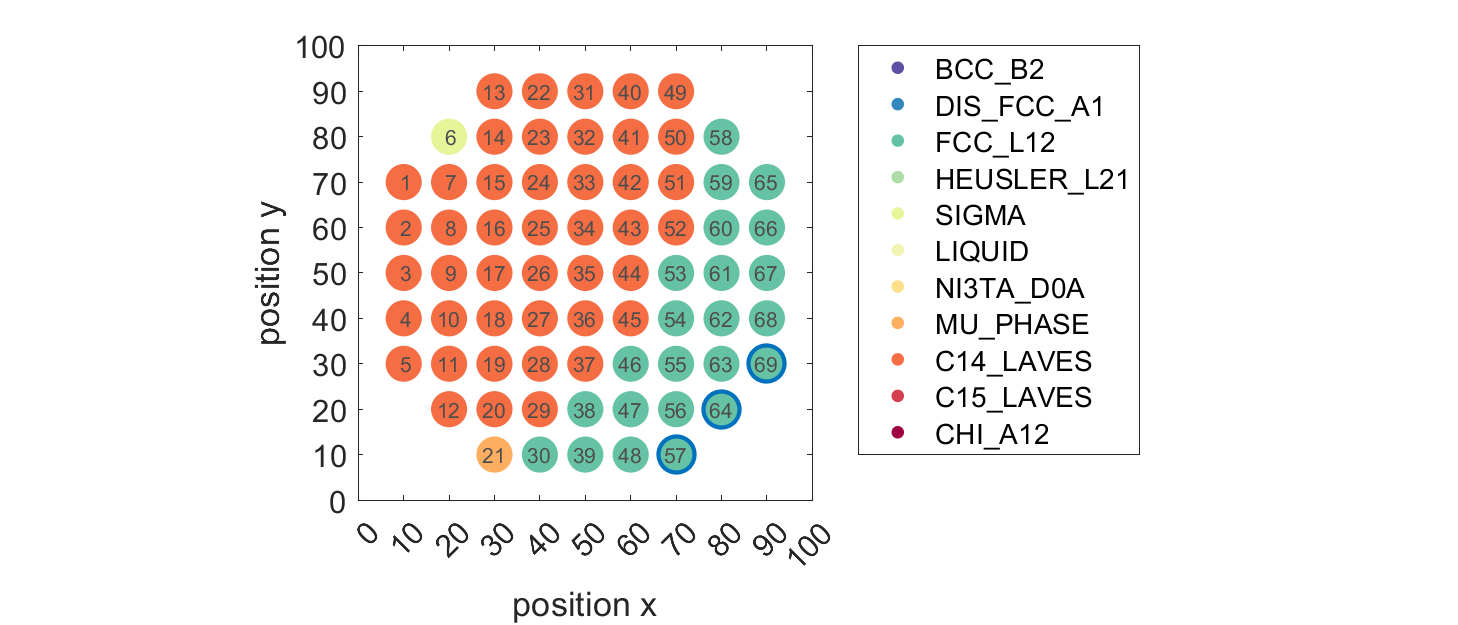 100
90
80
70
60
50
40
30
20
10
0
position y
13 22 31 40 49
6 14 23 32 41 50 58
1 7 15 24 33 42 51 59 65
2 8 16 25 34 43 52 60 66
3 9 17 26 35 44 53 61 67
4 10 18 27 36 45 54 62 68
5 11 19 28 37 46 55 63 69
12 20 29 38 47 56 64
21 30 39 48 57
0 10 20 30 40 50 60 70 80 90 100
position x
BCC_B2
DIS_FCC_A1
FCC_L12
HEUSLER_L21
SIGMA
LIQUID
NI3TA_D0A
MU_PHASE
C14_LAVES
C15_LAVES
CHI_A12